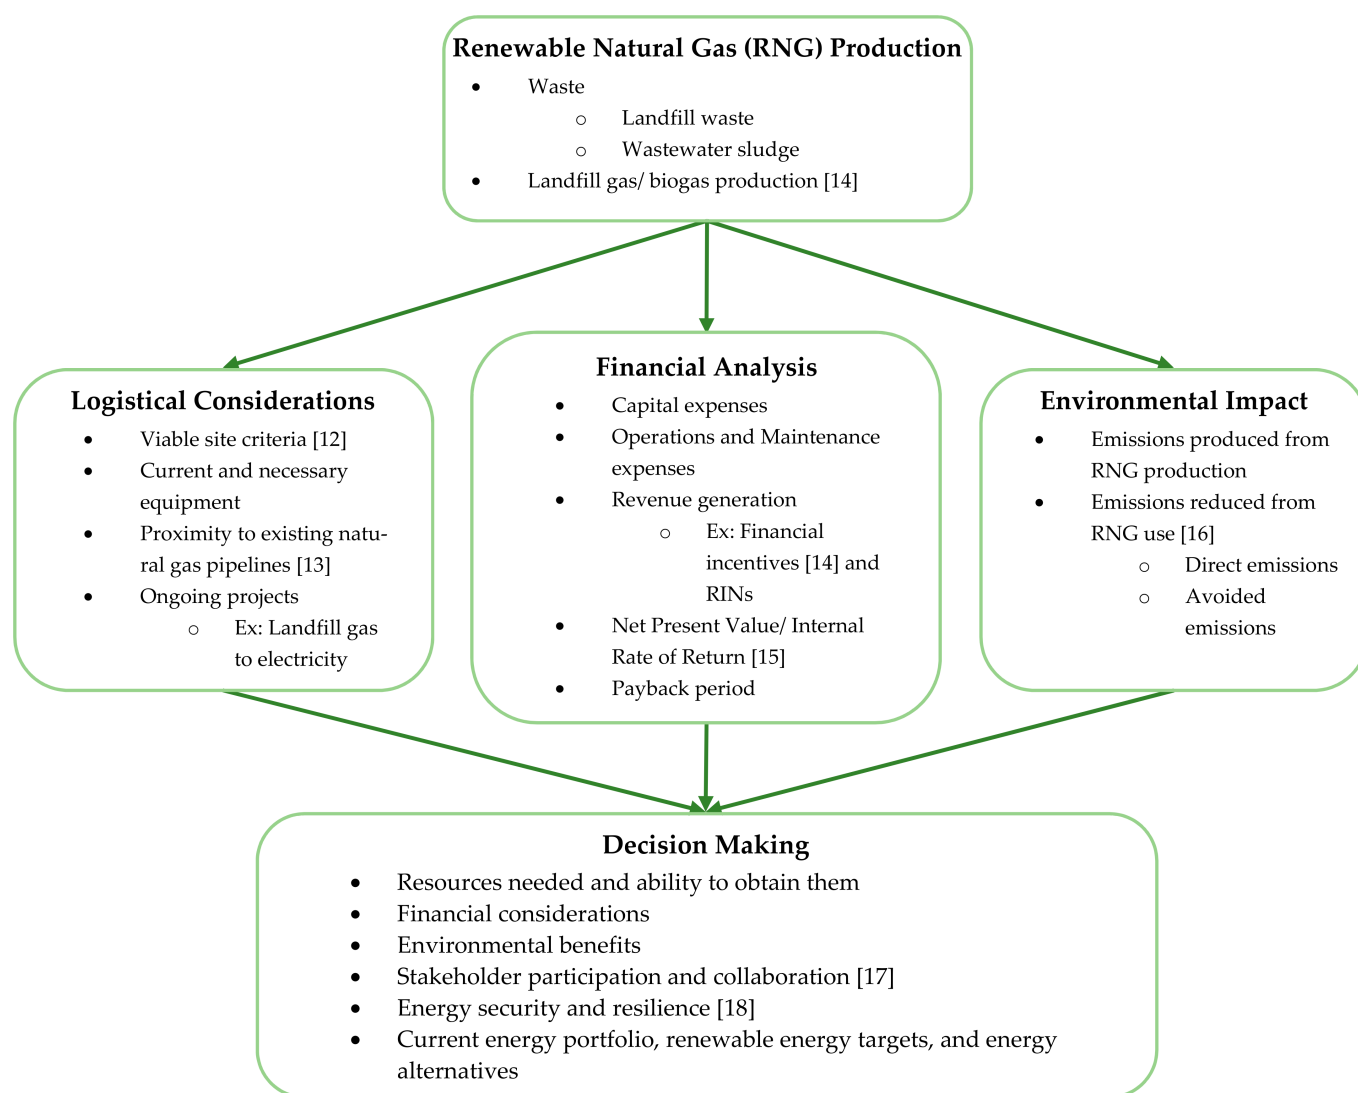 Renewable Natural Gas (RNG) Production
• Waste
o Landfill waste
o Wastewater sludge
• Landfill gas/ biogas production [14]
Logistical Considerations
• Viable site criteria [12]
• Current and necessary
equipment
• Proximity to existing natu-
ral gas pipelines [13]
• Ongoing projects
o Ex: Landfill gas
to electricity
Financial Analysis
• Capital expenses
• Operations and Maintenance
expenses
• Revenue generation
o Ex: Financial
incentives [14] and
RINs
• Net Present Value/ Internal
Rate of Return [15]
• Payback period
Environmental Impact
• Emissions produced from
RNG production
• Emissions reduced from
RNG use [16]
o Direct emissions
o Avoided
emissions
Decision Making
• Resources needed and ability to obtain them
• Financial considerations
• Environmental benefits
• Stakeholder participation and collaboration [17]
• Energy security and resilience [18]
• Current energy portfolio, renewable energy targets, and energy
alternatives